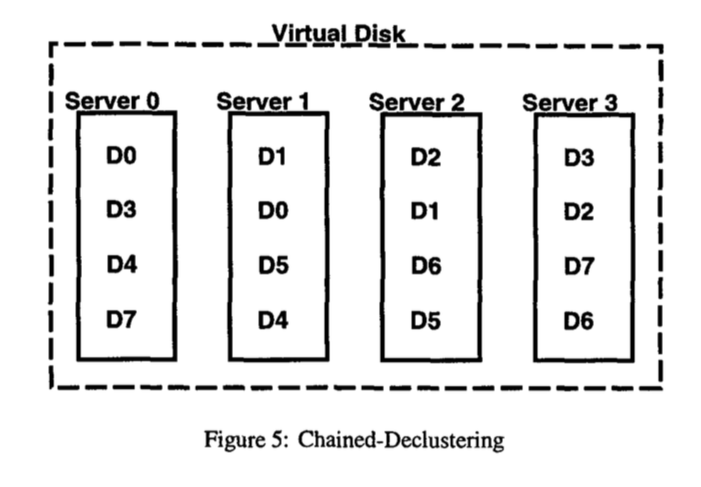 Virtual Disk
Server 0 Server 1 Server 2 Server 3
D0 D1 D2 D3
D3 D0 D1 D2
D4 D5 D6 D7
D7 D4 D5 D6
Figure 5: Chained-Declustering